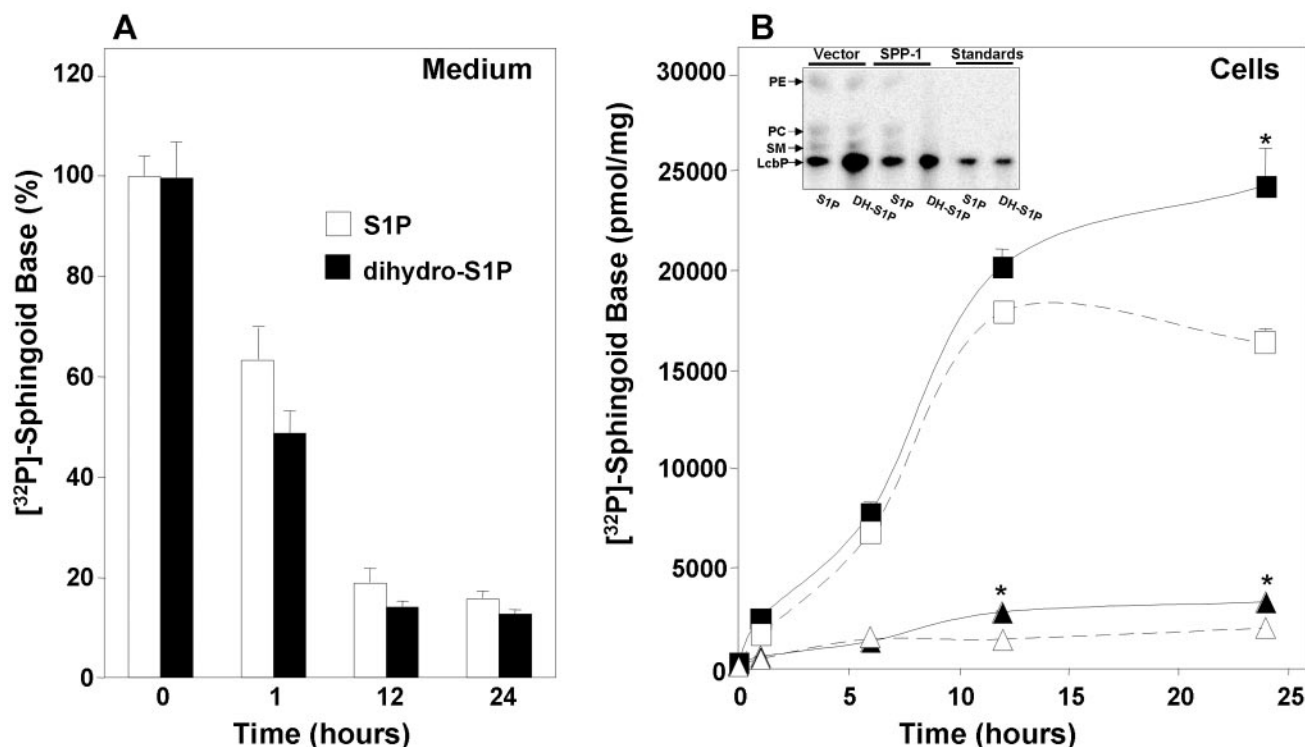 A
Medium
[³²P]-Sphingoid Base (%)
120
100
80
60
40
20
0
S1P
dihydro-S1P
0 1 12 24
Time (hours)
B
Cells
[³²P]-Sphingoid Base (pmol/mg)
30000
25000
20000
15000
10000
5000
0
Vector SPP-1 Standards
PE
PC
SM
LcbP
S1P DH-S1P S1P DH-S1P S1P DH-S1P
*
* *
0 5 10 15 20 25
Time (hours)